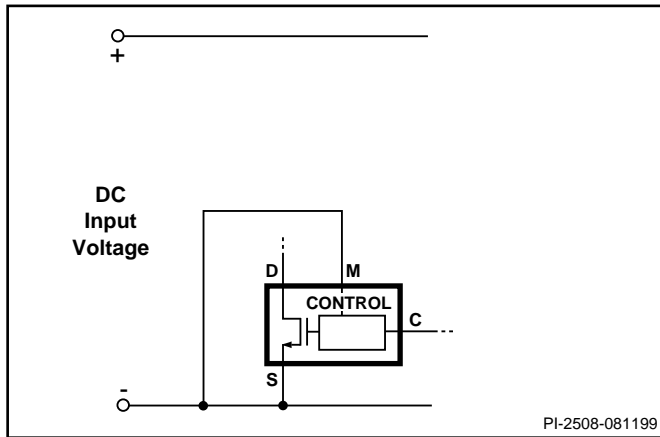 +
DC
Input
Voltage
D
M
CONTROL
C
S
-
PI-2508-081199